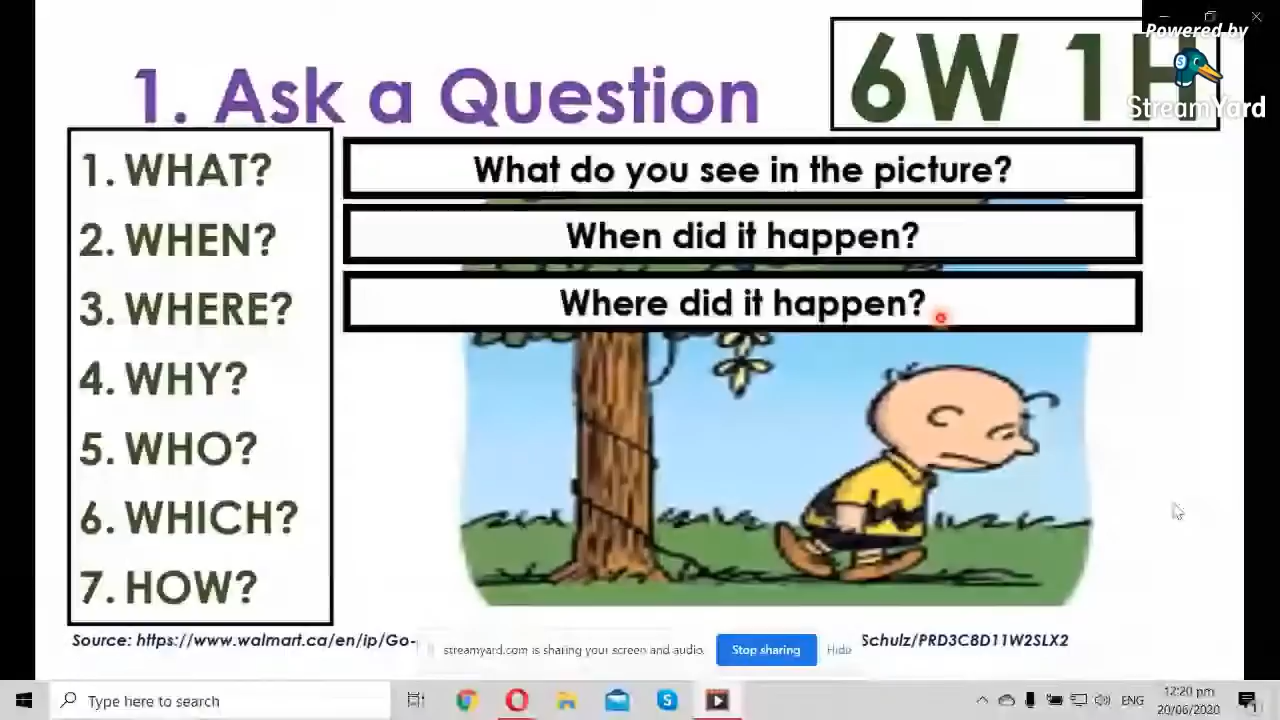 1. Ask a Question
6W 1H
Powered by
StreamYard
1. WHAT?
2. WHEN?
3. WHERE?
4. WHY?
5. WHO?
6. WHICH?
7. HOW?
What do you see in the picture?
When did it happen?
Where did it happen?
Source: https://www.walmart.ca/en/ip/Go-
Schulz/PRD3C8D11W2SLX2
streamyard.com is sharing your screen and audio.
Stop sharing
Hide
Type here to search
ENG
12:20 pm
20/06/2020